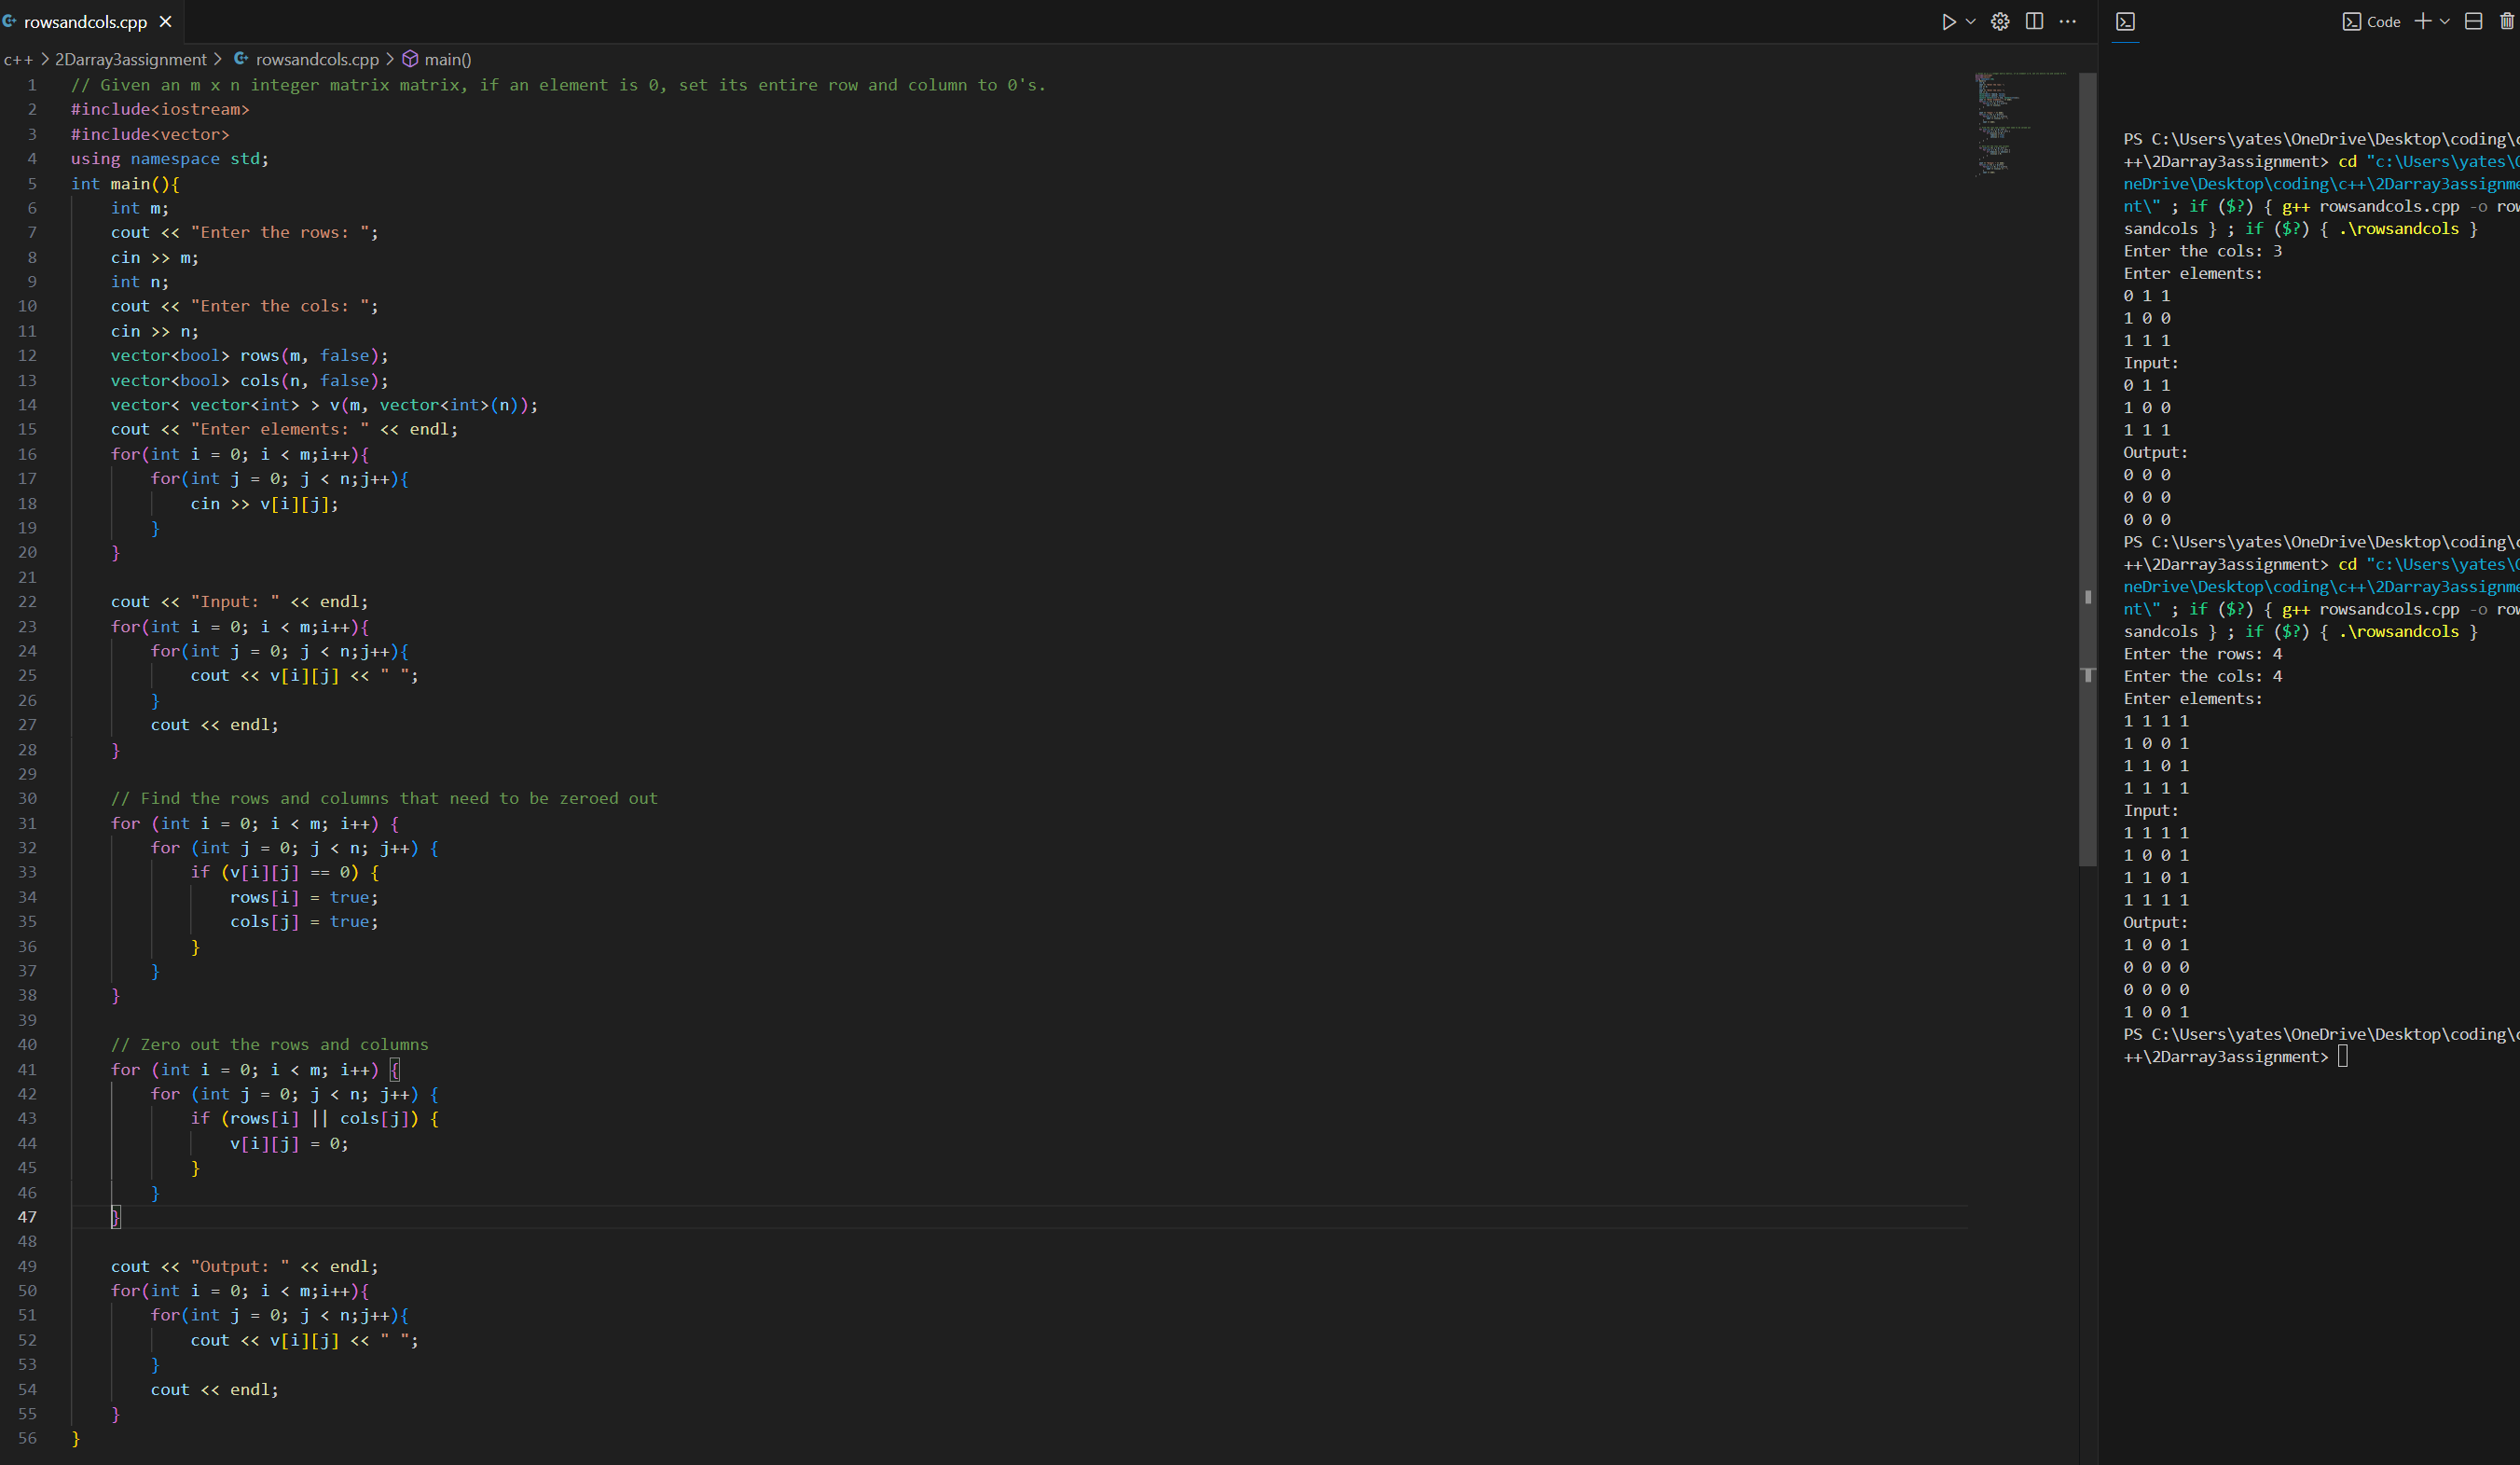 rowsandcols.cpp
c++ > 2Darray3assignment > rowsandcols.cpp > main()
1 // Given an m x n integer matrix matrix, if an element is 0, set its entire row and column to 0's.
2 #include<iostream>
3 #include<vector>
4 using namespace std;
5 int main(){
6     int m;
7     cout << "Enter the rows: ";
8     cin >> m;
9     int n;
10     cout << "Enter the cols: ";
11     cin >> n;
12     vector<bool> rows(m, false);
13     vector<bool> cols(n, false);
14     vector< vector<int> > v(m, vector<int>(n));
15     cout << "Enter elements: " << endl;
16     for(int i = 0; i < m;i++){
17         for(int j = 0; j < n;j++){
18             cin >> v[i][j];
19         }
20     }
21
22     cout << "Input: " << endl;
23     for(int i = 0; i < m;i++){
24         for(int j = 0; j < n;j++){
25             cout << v[i][j] << " ";
26         }
27         cout << endl;
28     }
29
30     // Find the rows and columns that need to be zeroed out
31     for (int i = 0; i < m; i++) {
32         for (int j = 0; j < n; j++) {
33             if (v[i][j] == 0) {
34                 rows[i] = true;
35                 cols[j] = true;
36             }
37         }
38     }
39
40     // Zero out the rows and columns
41     for (int i = 0; i < m; i++) {
42         for (int j = 0; j < n; j++) {
43             if (rows[i] || cols[j]) {
44                 v[i][j] = 0;
45             }
46         }
47     }
48
49     cout << "Output: " << endl;
50     for(int i = 0; i < m;i++){
51         for(int j = 0; j < n;j++){
52             cout << v[i][j] << " ";
53         }
54         cout << endl;
55     }
56 }
Code
PS C:\Users\yates\OneDrive\Desktop\coding\c
++\2Darray3assignment> cd "c:\Users\yates\O
neDrive\Desktop\coding\c++\2Darray3assignme
nt\" ; if ($?) { g++ rowsandcols.cpp -o row
sandcols } ; if ($?) { .\rowsandcols }
Enter the cols: 3
Enter elements:
0 1 1
1 0 0
1 1 1
Input:
0 1 1
1 0 0
1 1 1
Output:
0 0 0
0 0 0
0 0 0
PS C:\Users\yates\OneDrive\Desktop\coding\c
++\2Darray3assignment> cd "c:\Users\yates\O
neDrive\Desktop\coding\c++\2Darray3assignme
nt\" ; if ($?) { g++ rowsandcols.cpp -o row
sandcols } ; if ($?) { .\rowsandcols }
Enter the rows: 4
Enter the cols: 4
Enter elements:
1 1 1 1
1 0 0 1
1 1 0 1
1 1 1 1
Input:
1 1 1 1
1 0 0 1
1 1 0 1
1 1 1 1
Output:
1 0 0 1
0 0 0 0
0 0 0 0
1 0 0 1
PS C:\Users\yates\OneDrive\Desktop\coding\c
++\2Darray3assignment>